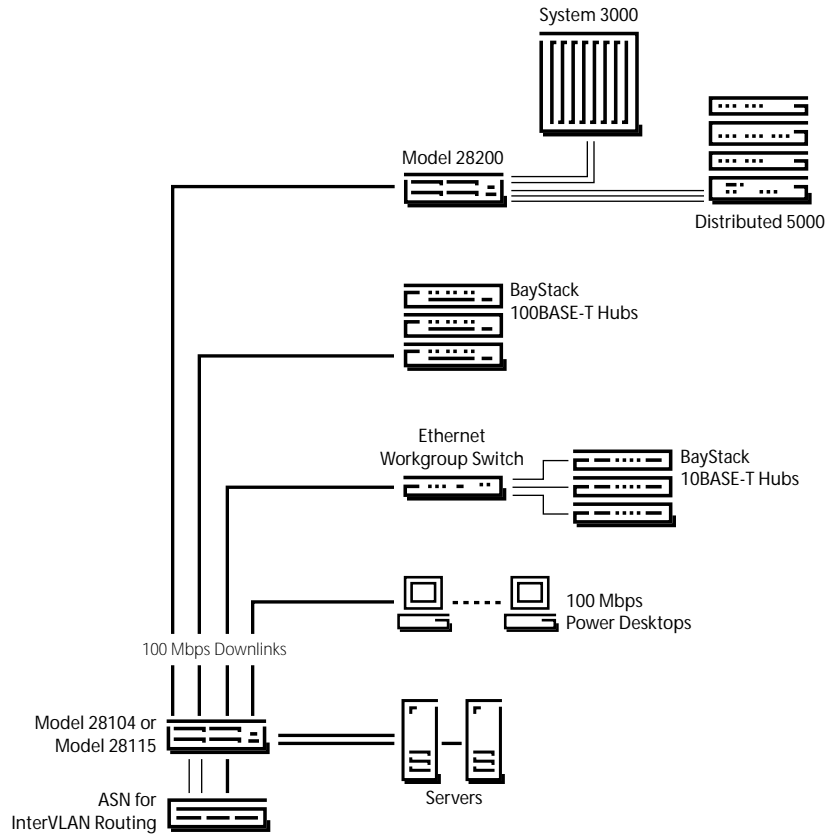 System 3000
Model 28200
Distributed 5000
BayStack
100BASE-T Hubs
Ethernet
Workgroup Switch
BayStack
10BASE-T Hubs
100 Mbps
Power Desktops
100 Mbps Downlinks
Model 28104 or
Model 28115
Servers
ASN for
InterVLAN Routing